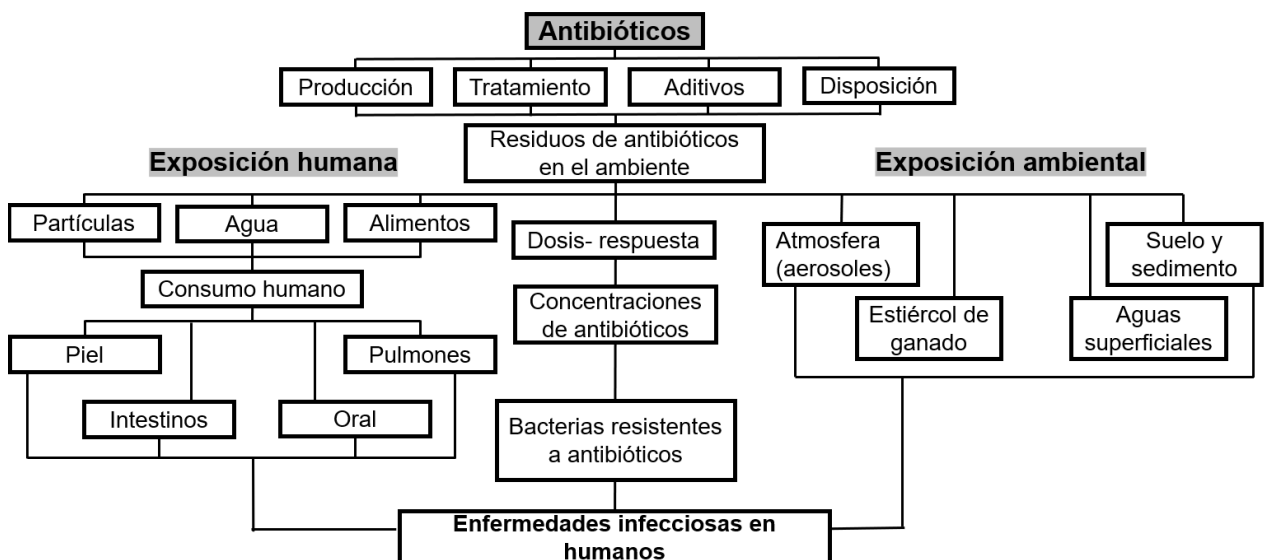 Antibióticos
Producción
Tratamiento
Aditivos
Disposición
Residuos de antibióticos
en el ambiente
Exposición humana
Exposición ambiental
Partículas
Agua
Alimentos
Dosis- respuesta
Atmosfera
(aerosoles)
Suelo y
sedimento
Consumo humano
Concentraciones
de antibióticos
Estiércol de
ganado
Aguas
superficiales
Piel
Pulmones
Intestinos
Oral
Bacterias resistentes
a antibióticos
Enfermedades infecciosas en
humanos